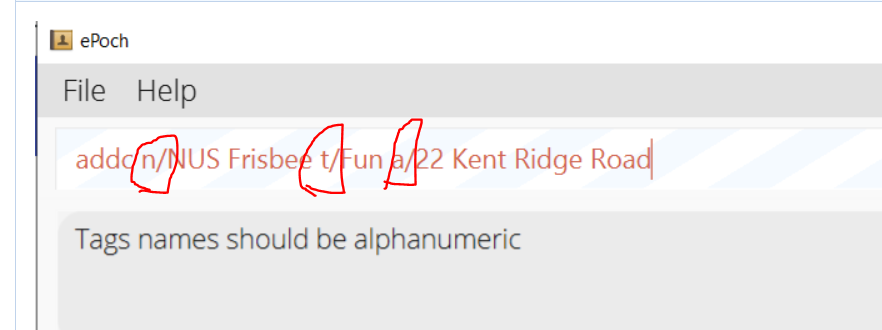 ePoch
File Help
addc n/NUS Frisbee t/Fun a/22 Kent Ridge Road
Tags names should be alphanumeric